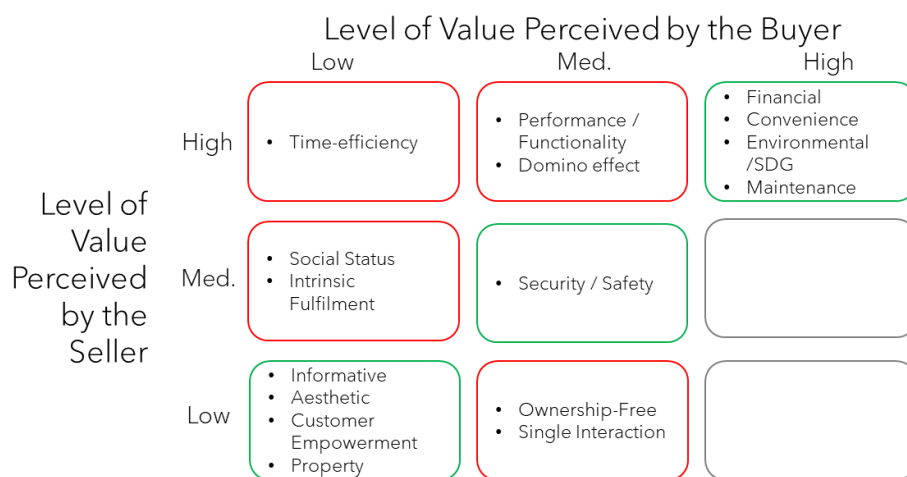 Level of Value Perceived by the Buyer
Low
Med.
High
High
• Time-efficiency
• Performance /
Functionality
• Domino effect
• Financial
• Convenience
• Environmental
/SDG
• Maintenance
Level of
Value
Perceived
by the
Seller
Med.
• Social Status
• Intrinsic
Fulfilment
• Security / Safety
Low
• Informative
• Aesthetic
• Customer
Empowerment
• Property
• Ownership-Free
• Single Interaction